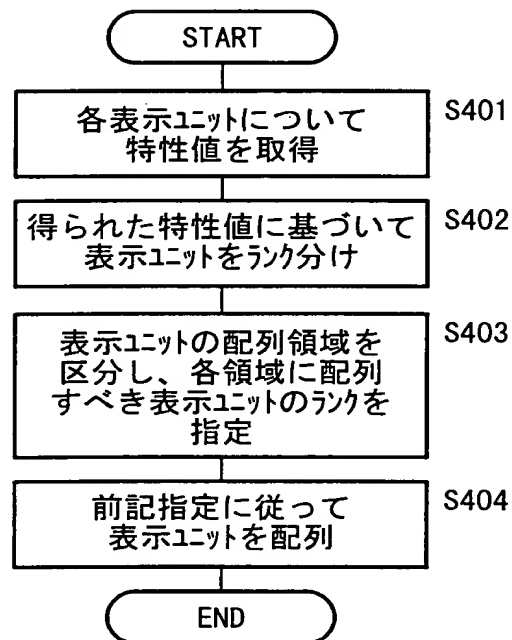 START
各表示ユニットについて
特性値を取得
S401
得られた特性値に基づいて
表示ユニットをランク分け
S402
表示ユニットの配列領域を
区分し、各領域に配列
すべき表示ユニットのランクを
指定
S403
前記指定に従って
表示ユニットを配列
S404
END